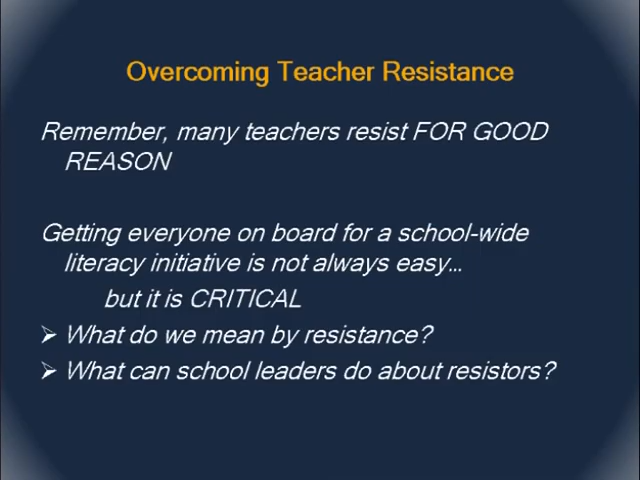 Overcoming Teacher Resistance
Remember, many teachers resist FOR GOOD
REASON
Getting everyone on board for a school-wide
literacy initiative is not always easy...
but it is CRITICAL
➢ What do we mean by resistance?
➢ What can school leaders do about resistors?